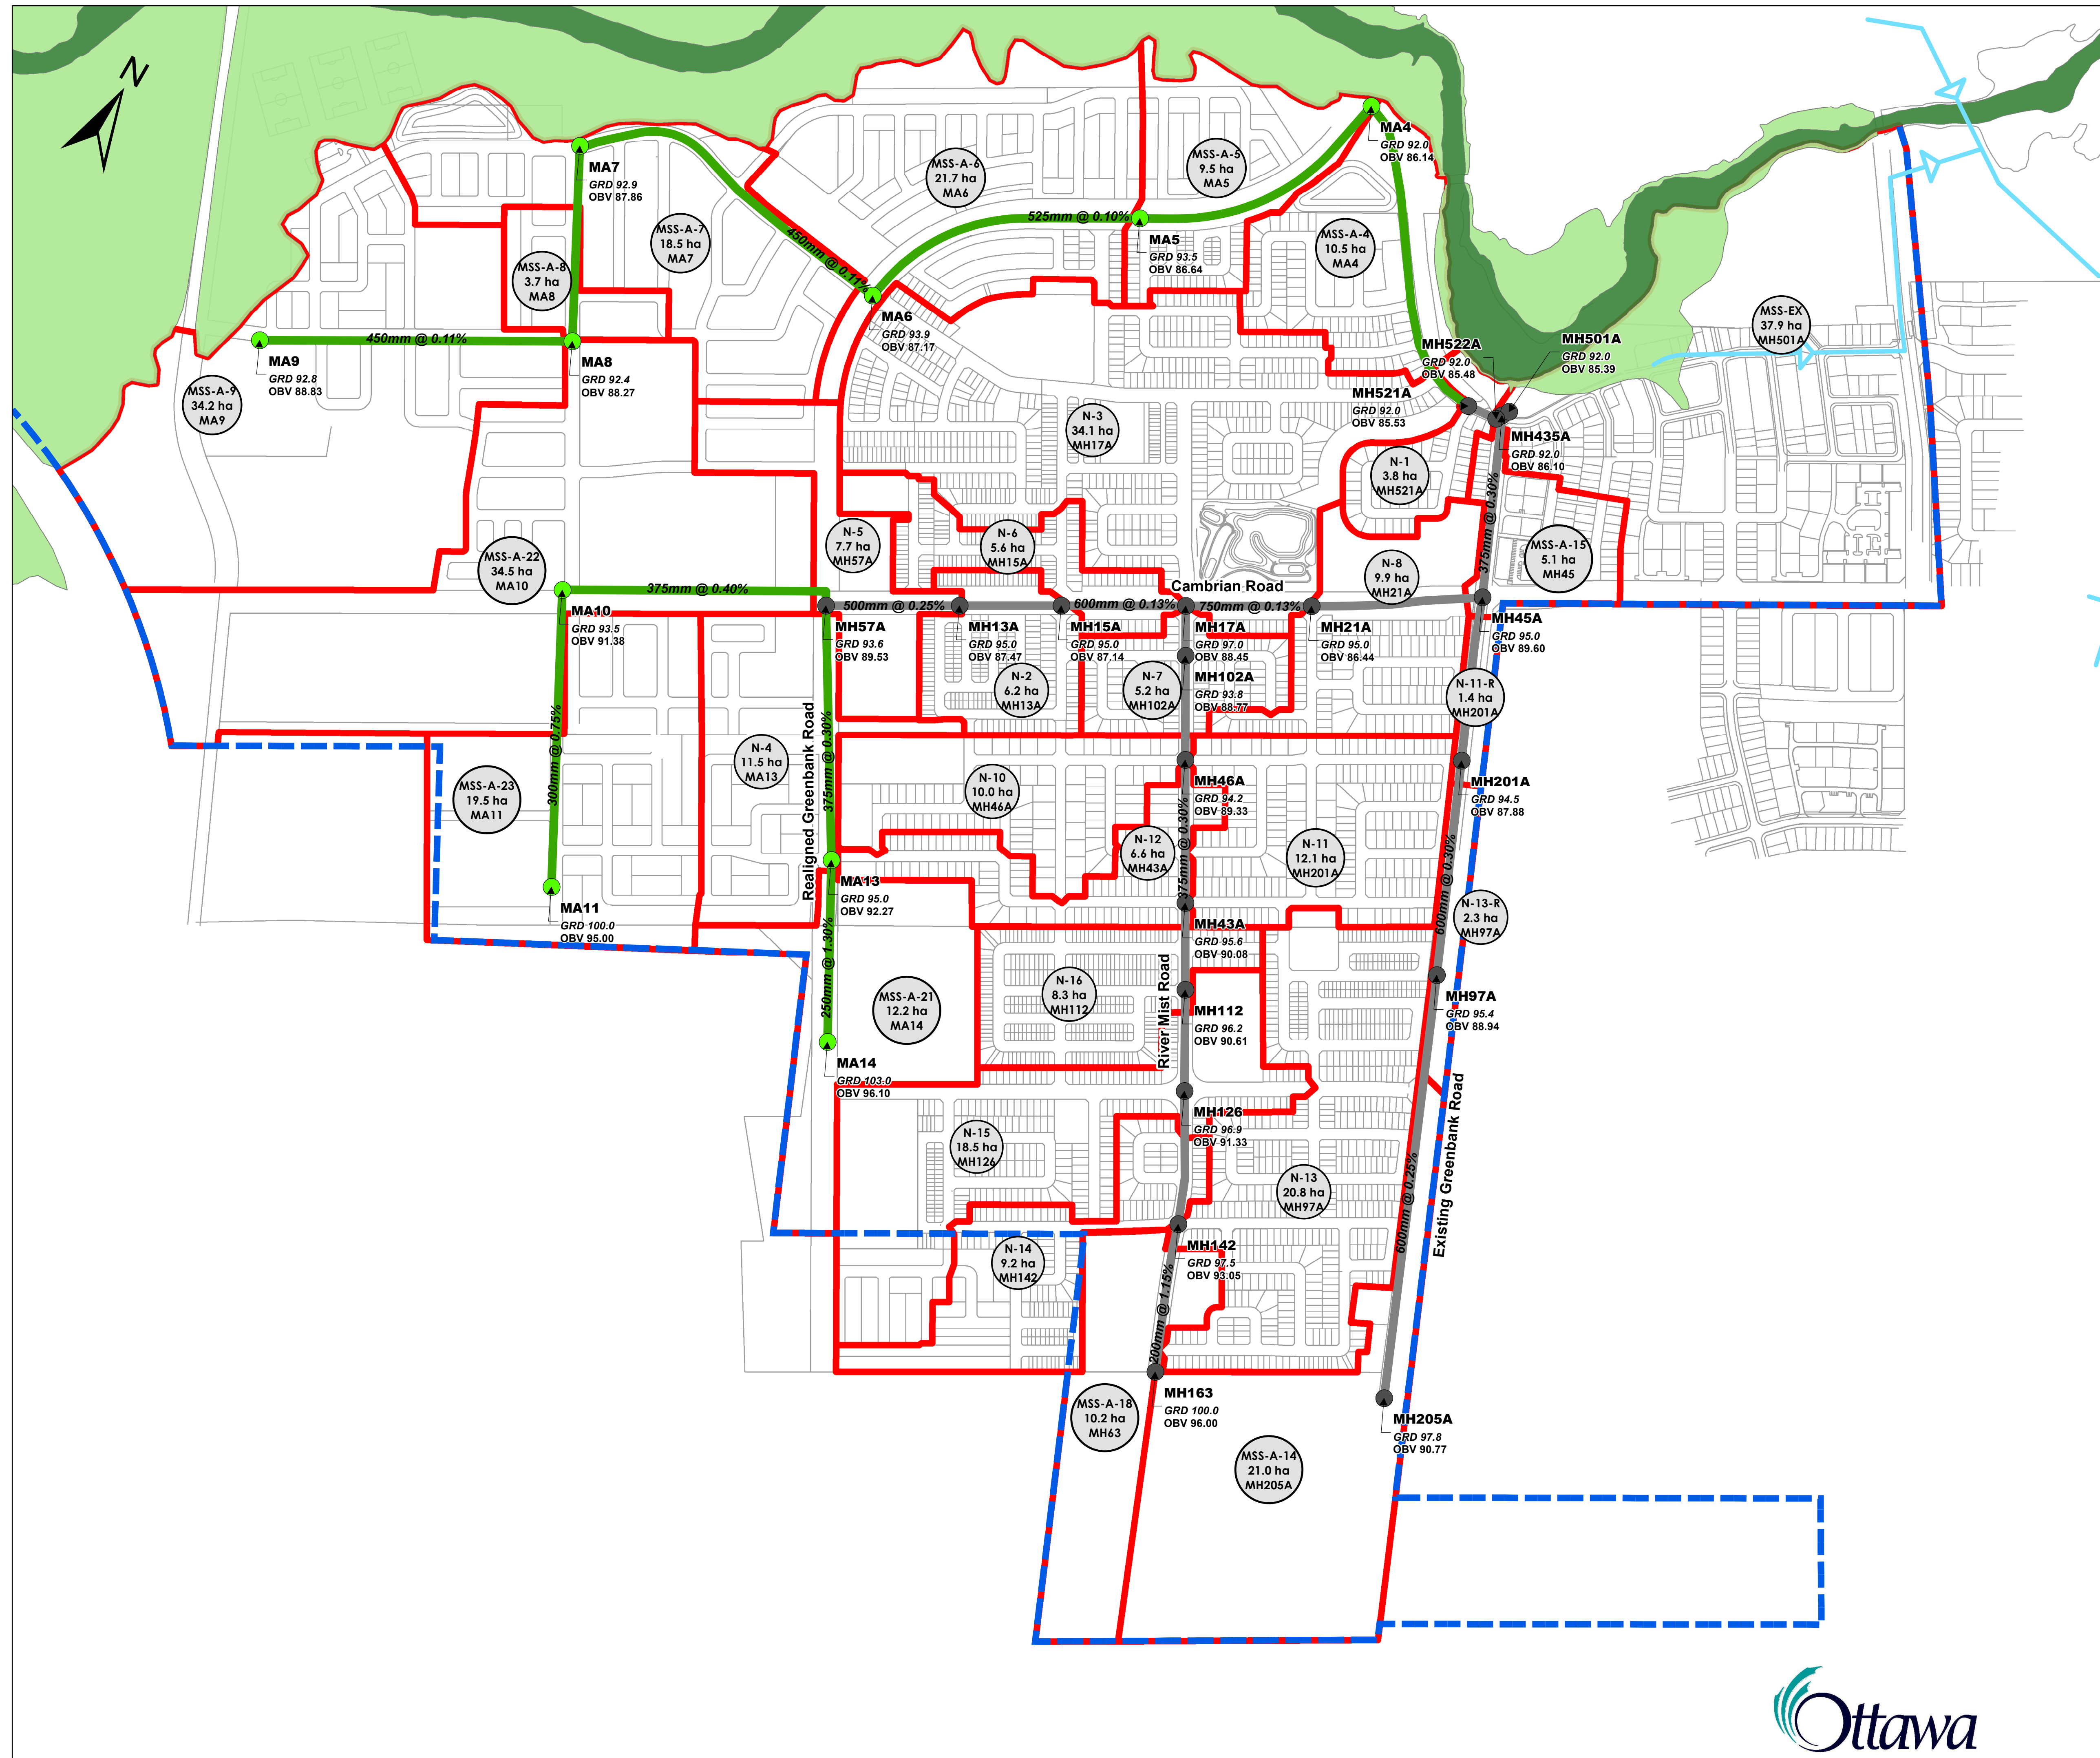 N
MA4
GRD 92.0
OBV 86.14
MSS-A-6
21.7 ha
MA6
MSS-A-5
9.5 ha
MA5
MA7
GRD 92.9
OBV 87.86
MSS-A-7
18.5 ha
MA7
450mm @ 0.11%
525mm @ 0.10%
MA5
GRD 93.5
OBV 86.64
MSS-A-4
10.5 ha
MA4
MSS-A-8
3.7 ha
MA8
MA6
GRD 93.9
OBV 87.17
MSS-EX
37.9 ha
MH501A
450mm @ 0.11%
MA9
GRD 92.8
OBV 88.83
MA8
GRD 92.4
OBV 88.27
MH522A
GRD 92.0
OBV 85.48
MH501A
GRD 92.0
OBV 85.39
MSS-A-9
34.2 ha
MA9
MH521A
GRD 92.0
OBV 85.53
N-3
34.1 ha
MH17A
MH435A
GRD 92.0
OBV 86.10
N-1
3.8 ha
MH521A
375mm @ 0.30%
N-5
7.7 ha
MH57A
N-6
5.6 ha
MH15A
MSS-A-15
5.1 ha
MH45
MSS-A-22
34.5 ha
MA10
N-8
9.9 ha
MH21A
Cambrian Road
375mm @ 0.40%
500mm @ 0.25%
600mm @ 0.13%
750mm @ 0.13%
MA10
GRD 93.5
OBV 91.38
MH57A
GRD 93.6
OBV 89.53
MH13A
GRD 95.0
OBV 87.47
MH15A
GRD 95.0
OBV 87.14
MH17A
GRD 97.0
OBV 88.45
MH21A
GRD 95.0
OBV 86.44
MH45A
GRD 95.0
OBV 89.60
N-2
6.2 ha
MH13A
N-7
5.2 ha
MH102A
MH102A
GRD 93.8
OBV 88.77
N-11-R
1.4 ha
MH201A
300mm @ 0.75%
N-4
11.5 ha
MA13
Realigned Greenbank Road
375mm @ 0.30%
MSS-A-23
19.5 ha
MA11
N-10
10.0 ha
MH46A
MH46A
GRD 94.2
OBV 89.33
MH201A
GRD 94.5
OBV 87.88
N-12
6.6 ha
MH43A
375mm @ 0.30%
N-11
12.1 ha
MH201A
600mm @ 0.30%
MA13
GRD 95.0
OBV 92.27
MA11
GRD 100.0
OBV 95.00
MH43A
GRD 95.6
OBV 90.08
N-13-R
2.3 ha
MH97A
250mm @ 1.30%
MSS-A-21
12.2 ha
MA14
N-16
8.3 ha
MH112
River Mist Road
MH112
GRD 96.2
OBV 90.61
MH97A
GRD 95.4
OBV 88.94
MA14
GRD 103.0
OBV 96.10
MH126
GRD 96.9
OBV 91.33
N-15
18.5 ha
MH126
N-13
20.8 ha
MH97A
600mm @ 0.25%
Existing Greenbank Road
N-14
9.2 ha
MH142
MH142
GRD 97.5
OBV 93.05
200mm @ 1.15%
MSS-A-18
10.2 ha
MH63
MH163
GRD 100.0
OBV 96.00
MH205A
GRD 97.8
OBV 90.77
MSS-A-14
21.0 ha
MH205A
Ottawa